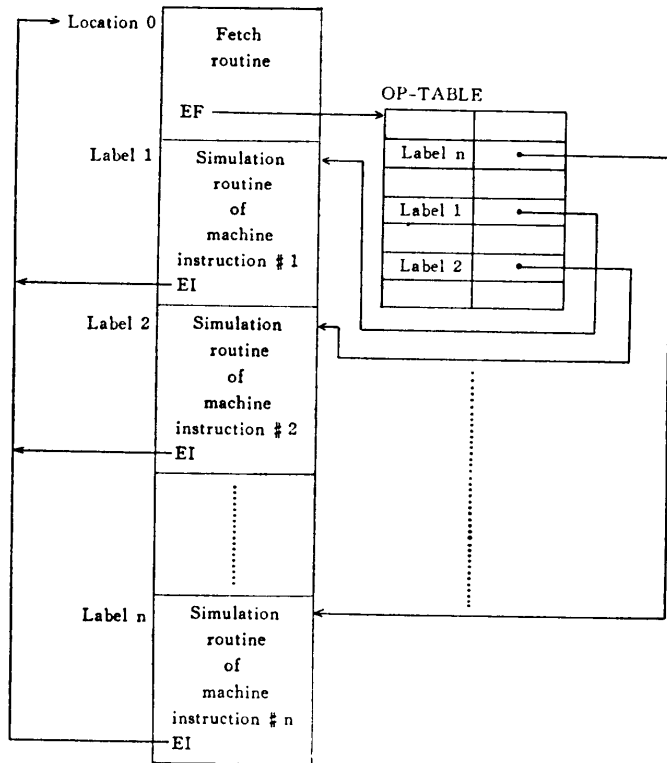 Location 0
Fetch
routine
EF
OP-TABLE
Label n
Label 1
Label 2
Label 1
Simulation
routine
of
machine
instruction # 1
EI
Label 2
Simulation
routine
of
machine
instruction # 2
EI
Label n
Simulation
routine
of
machine
instruction # n
EI